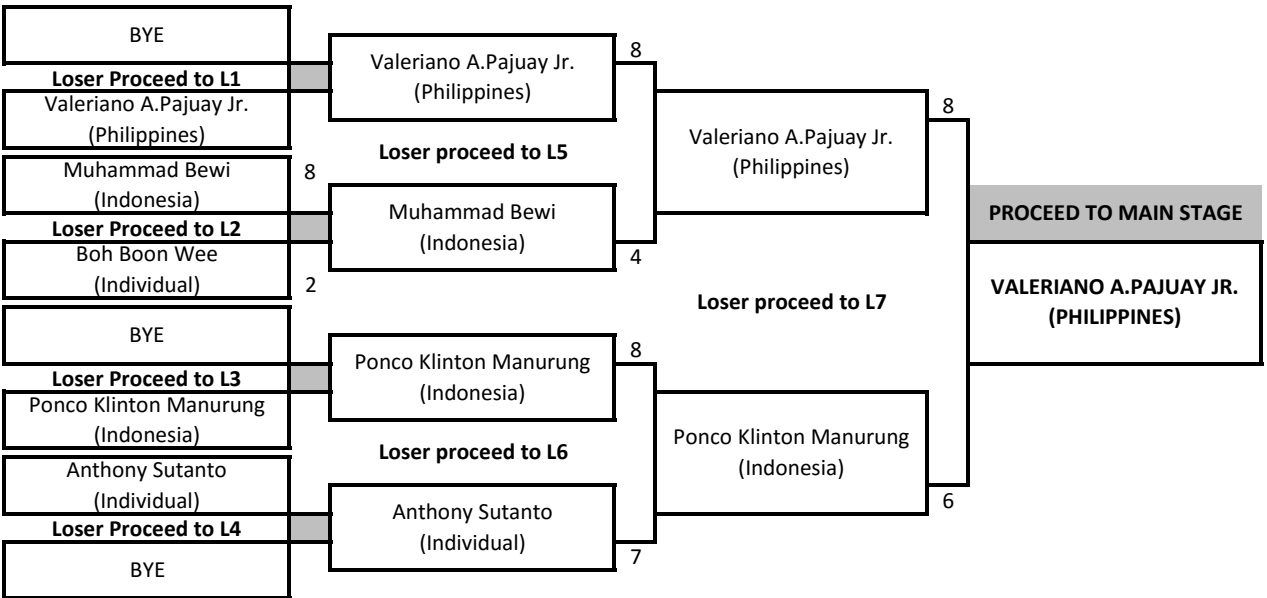 BYE
Loser Proceed to L1
Valeriano A.Pajuay Jr.
(Philippines)
Muhammad Bewi
(Indonesia)
8
Loser Proceed to L2
Boh Boon Wee
(Individual)
2
BYE
Loser Proceed to L3
Ponco Klinton Manurung
(Indonesia)
Anthony Sutanto
(Individual)
Loser Proceed to L4
BYE
Valeriano A.Pajuay Jr.
(Philippines)
8
Loser proceed to L5
Muhammad Bewi
(Indonesia)
4
Ponco Klinton Manurung
(Indonesia)
8
Loser proceed to L6
Anthony Sutanto
(Individual)
7
Valeriano A.Pajuay Jr.
(Philippines)
8
Loser proceed to L7
Ponco Klinton Manurung
(Indonesia)
6
PROCEED TO MAIN STAGE
VALERIANO A.PAJUAY JR.
(PHILIPPINES)